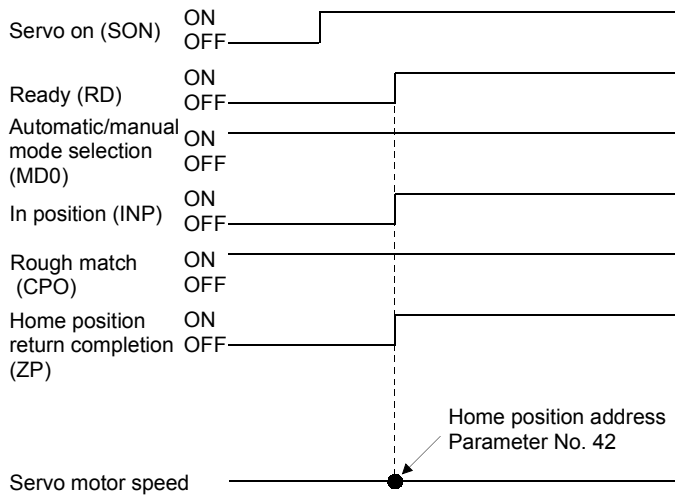 Servo on (SON)
ON
OFF
Ready (RD)
ON
OFF
Automatic/manual
mode selection
(MD0)
ON
OFF
In position (INP)
ON
OFF
Rough match
(CPO)
ON
OFF
Home position
return completion
(ZP)
ON
OFF
Home position address
Parameter No. 42
Servo motor speed